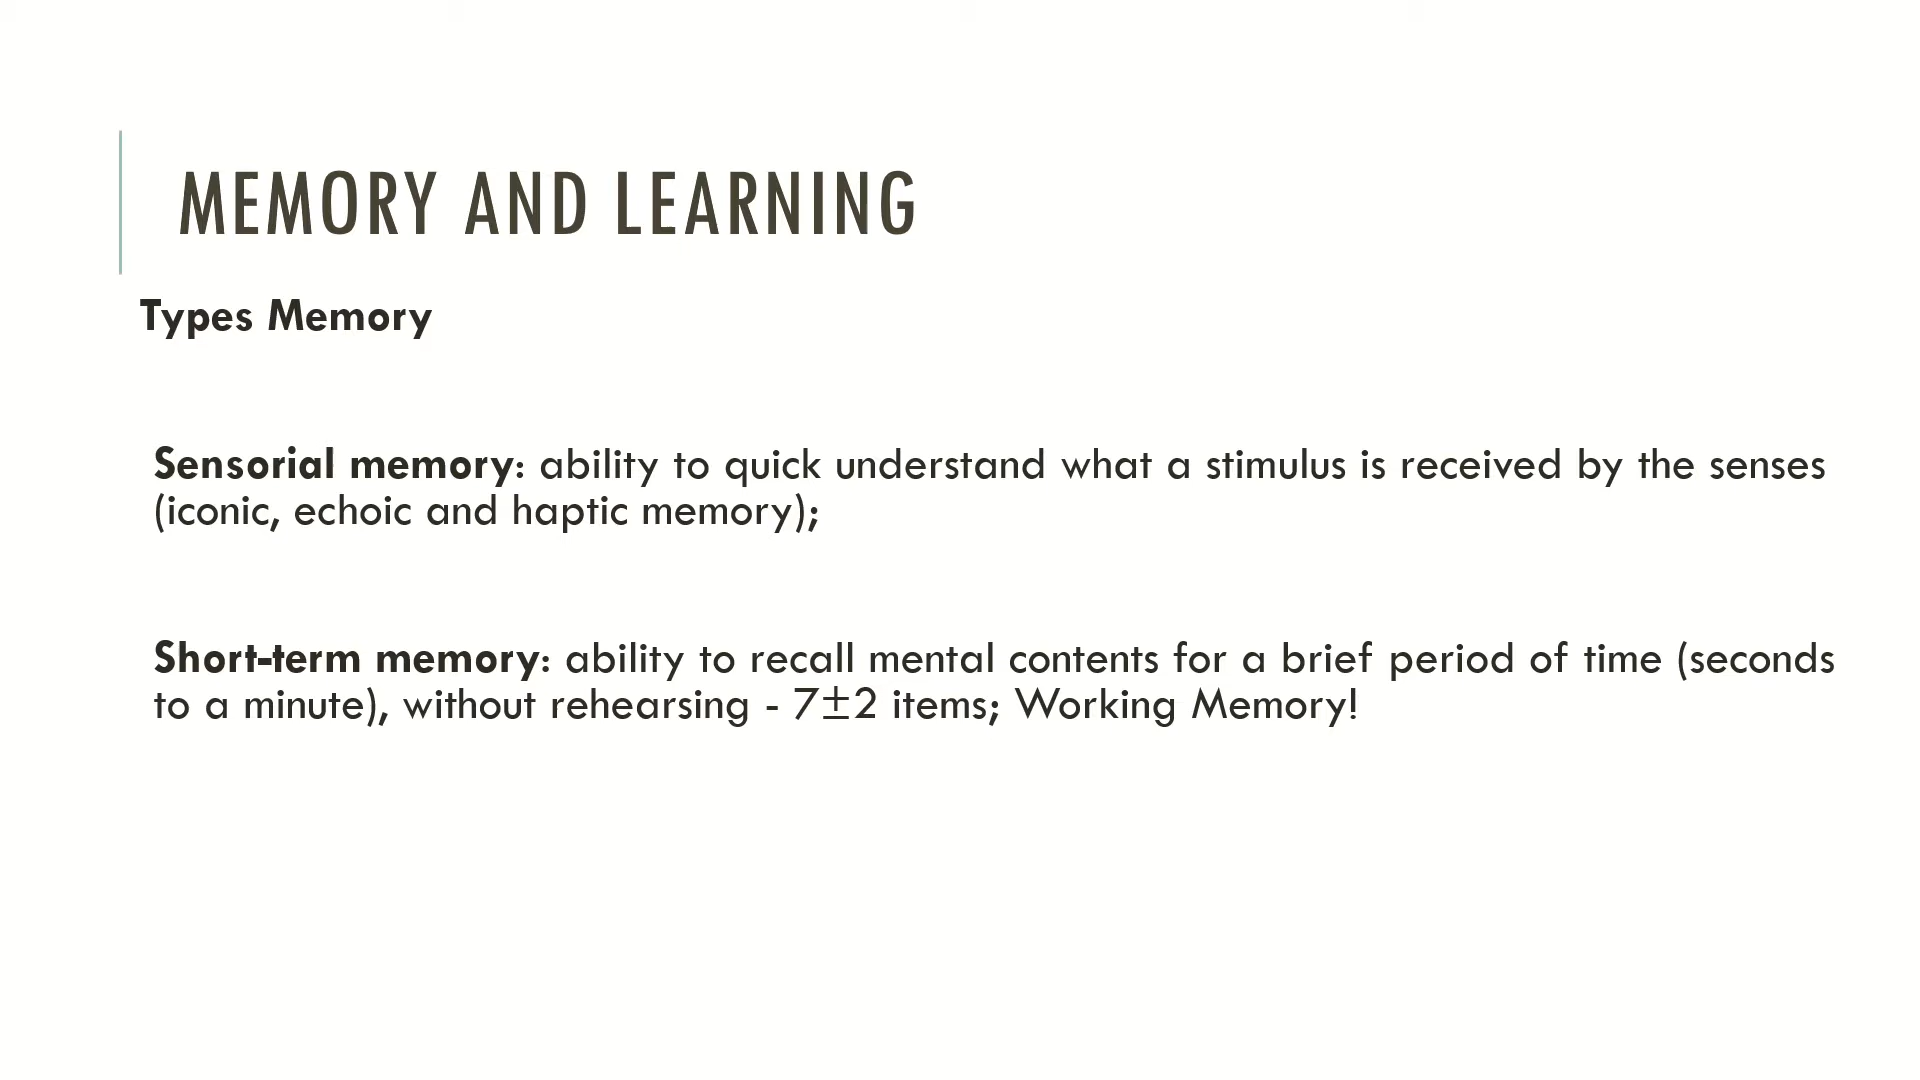 MEMORY AND LEARNING
Types Memory
Sensorial memory: ability to quick understand what a stimulus is received by the senses
(iconic, echoic and haptic memory);
Short-term memory: ability to recall mental contents for a brief period of time (seconds
to a minute), without rehearsing - 7±2 items; Working Memory!